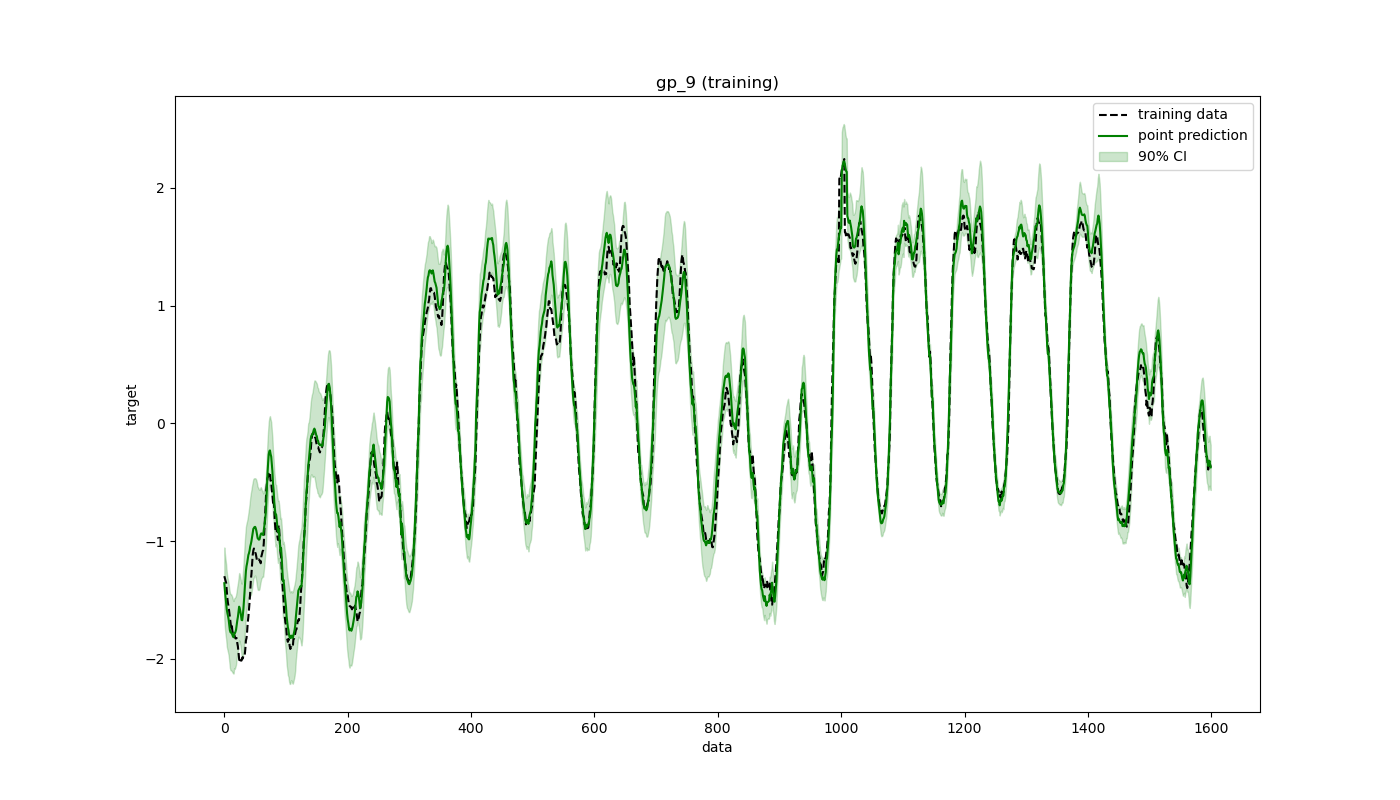 gp_9 (training)
training data
point prediction
90% CI
target
2
1
0
−1
−2
0 200 400 600 800 1000 1200 1400 1600
data